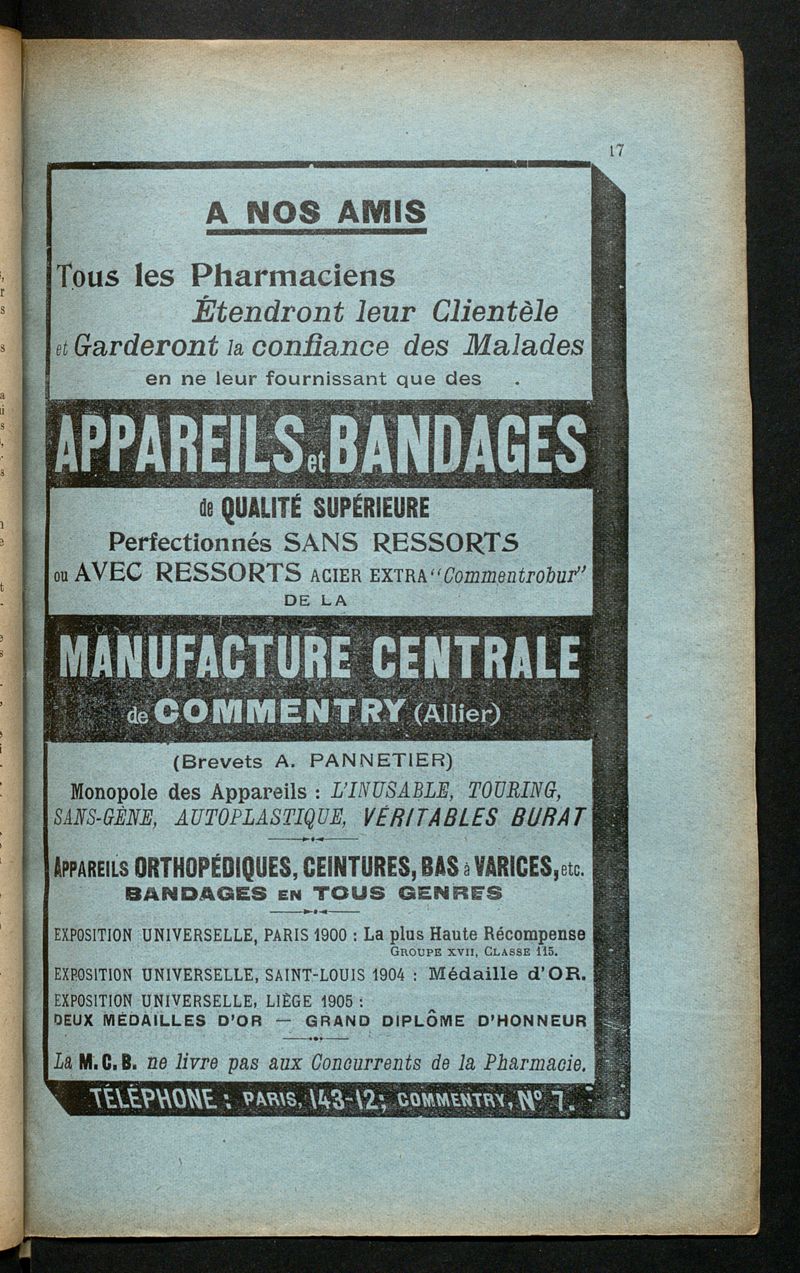 17
A NOS AMIS
Tous les Pharmaciens
Étendront leur Clientèle
et Garderont la confiance des Malades
en ne leur fournissant que des .
APPAREILS et BANDAGES
de QUALITÉ SUPÉRIEURE
Perfectionnés SANS RESSORTS
ou AVEC RESSORTS ACIER EXTRA "Commentrobur"
DE LA
MANUFACTURE CENTRALE
de COMMENTRY (Allier)
(Brevets A. PANNETIER)
Monopole des Appareils : L'INUSABLE, TOURING,
SANS-GÈNE, AUTOPLASTIQUE, VÉRITABLES BURAT
APPAREILS ORTHOPÉDIQUES, CEINTURES, BAS à VARICES, etc.
BANDAGES EN TOUS GENRES
EXPOSITION UNIVERSELLE, PARIS 1900 : La plus Haute Récompense
GROUPE XVII, CLASSE 115.
EXPOSITION UNIVERSELLE, SAINT-LOUIS 1904 : Médaille d'OR.
EXPOSITION UNIVERSELLE, LIÈGE 1905 :
DEUX MÉDAILLES D'OR — GRAND DIPLÔME D'HONNEUR
La M.C.B. ne livre pas aux Concurrents de la Pharmacie.
TÉLÉPHONE : PARIS, 143-12; COMMENTRY, Nº 7.